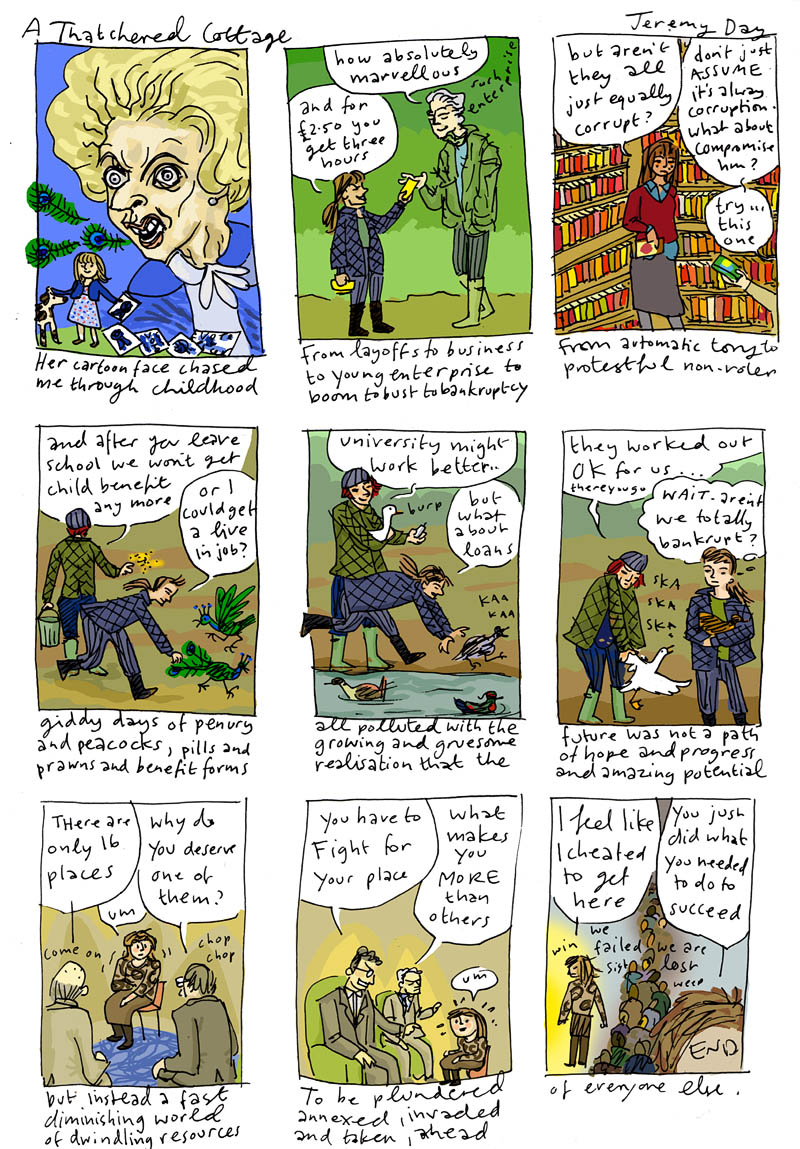 A Thatchered Cottage
Jeremy Day
Her cartoon face chased
me through childhood
how absolutely
marvellous
such
enterprise
and for
£2.50 you
get three
hours
From layoffs to business
to young enterprise to
boom to bust to bankruptcy
but aren't
they all
just equally
corrupt?
don't just
ASSUME
it's alway
corruption.
what about
compromise
hm?
try...
this
one
From automatic tory to
protestful non-voter
and after you leave
school we won't get
child benefit
any more
or I
could get
a live
in job?
giddy days of penury
and peacocks, pills and
prawns and benefit forms
university might
work better..
burp
but
what
about
loans
KAA
KAA
all polluted with the
growing and gruesome
realisation that the
they worked out
OK for us...
there you go
WAIT - aren't
we totally
bankrupt?
SKA
SKA
SKA
future was not a path
of hope and progress
and amazing potential
THere are
only 16
places
why do
you deserve
one of
them?
um
come on
chop
chop
but instead a fast
diminishing world
of dwindling resources
You have to
Fight for
your place
what
makes
you
MORE
than
others
um
To be plundered
annexed, invaded
and taken, ahead
I feel like
I cheated
to get
here
You just
did what
you needed
to do to
succeed
win
we
failed
sist
we are
lost
weep
END
of everyone else.